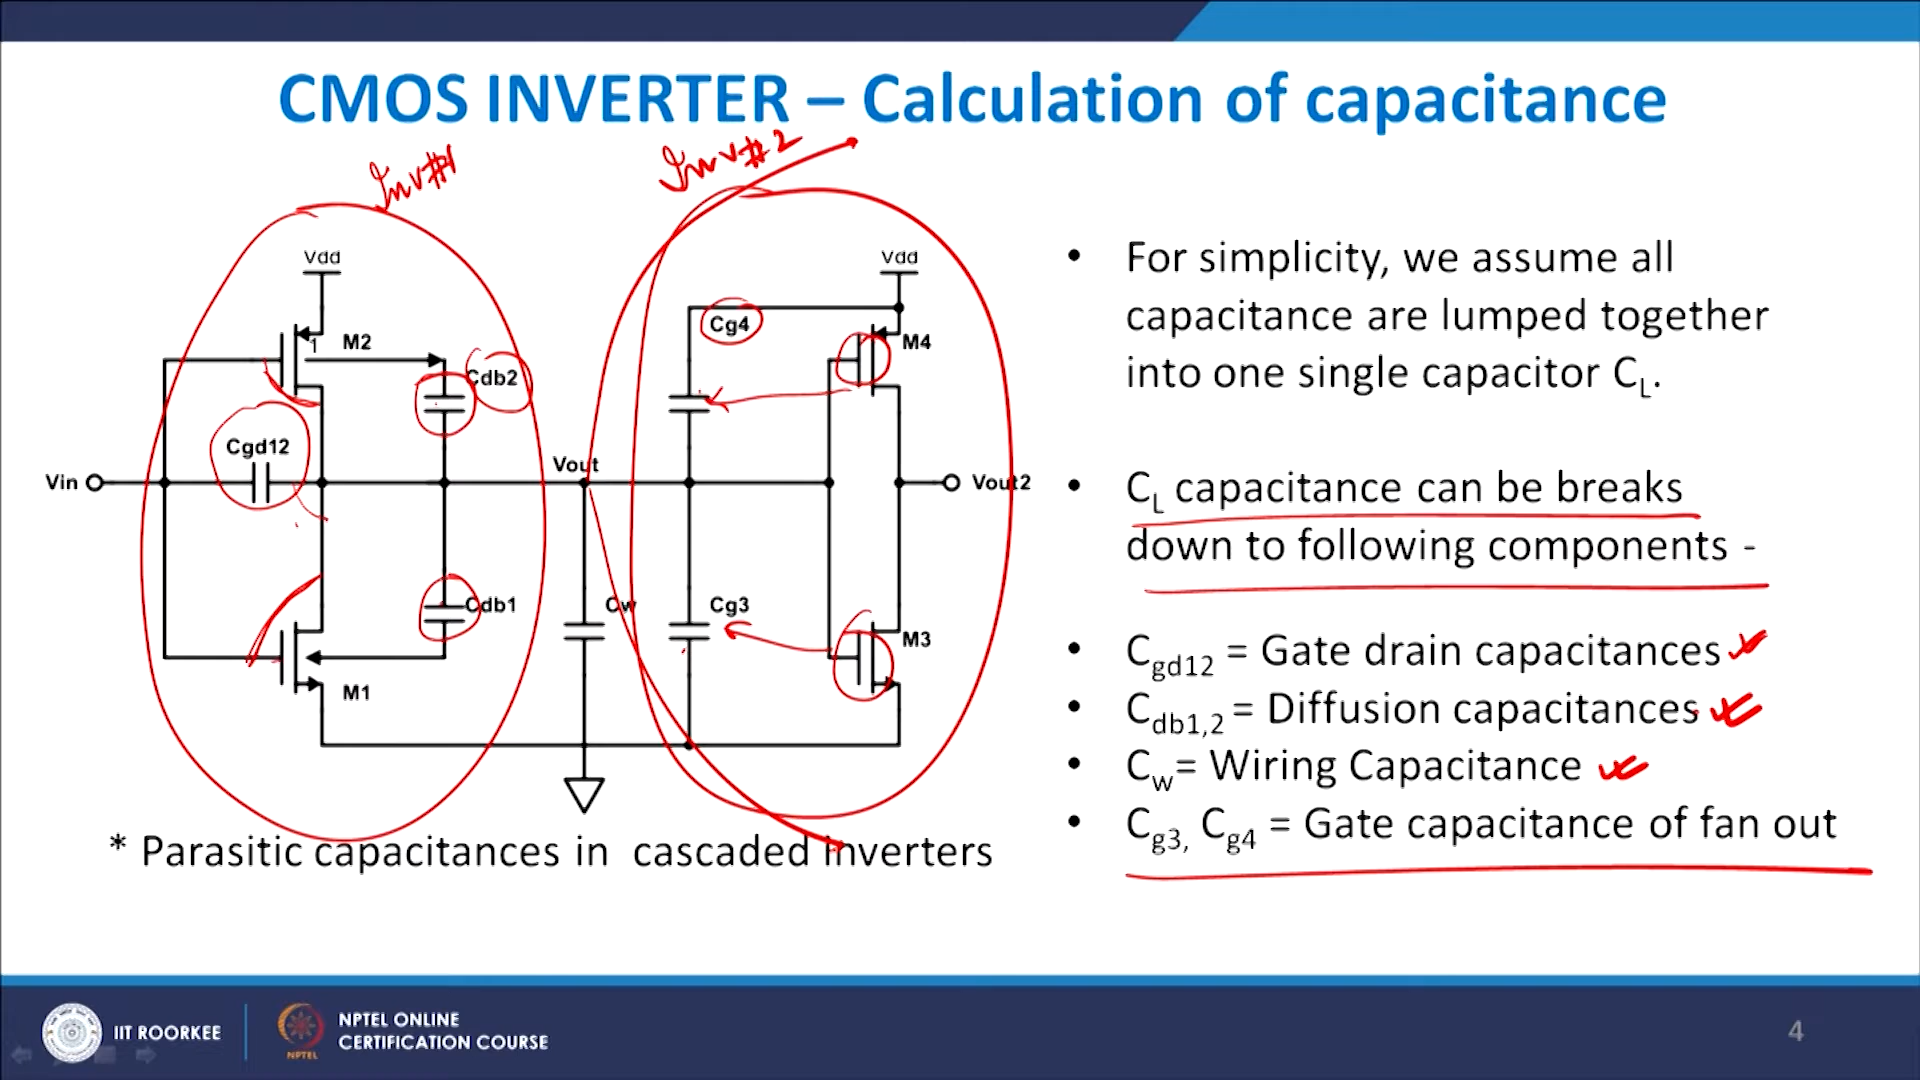 CMOS INVERTER – Calculation of capacitance
Inv#1
Inv#2
Vdd
Vdd
Cg4
M2
M4
Cdb2
1
Cgd12
Vin
Vout
Vout2
Cdb1
Cw
Cg3
M3
M1
* Parasitic capacitances in cascaded inverters
• For simplicity, we assume all
capacitance are lumped together
into one single capacitor CL.
• CL capacitance can be breaks
down to following components -
• Cgd12 = Gate drain capacitances
• Cdb1,2 = Diffusion capacitances
• Cw= Wiring Capacitance
• Cg3, Cg4 = Gate capacitance of fan out
IIT ROORKEE
NPTEL
NPTEL ONLINE
CERTIFICATION COURSE
4